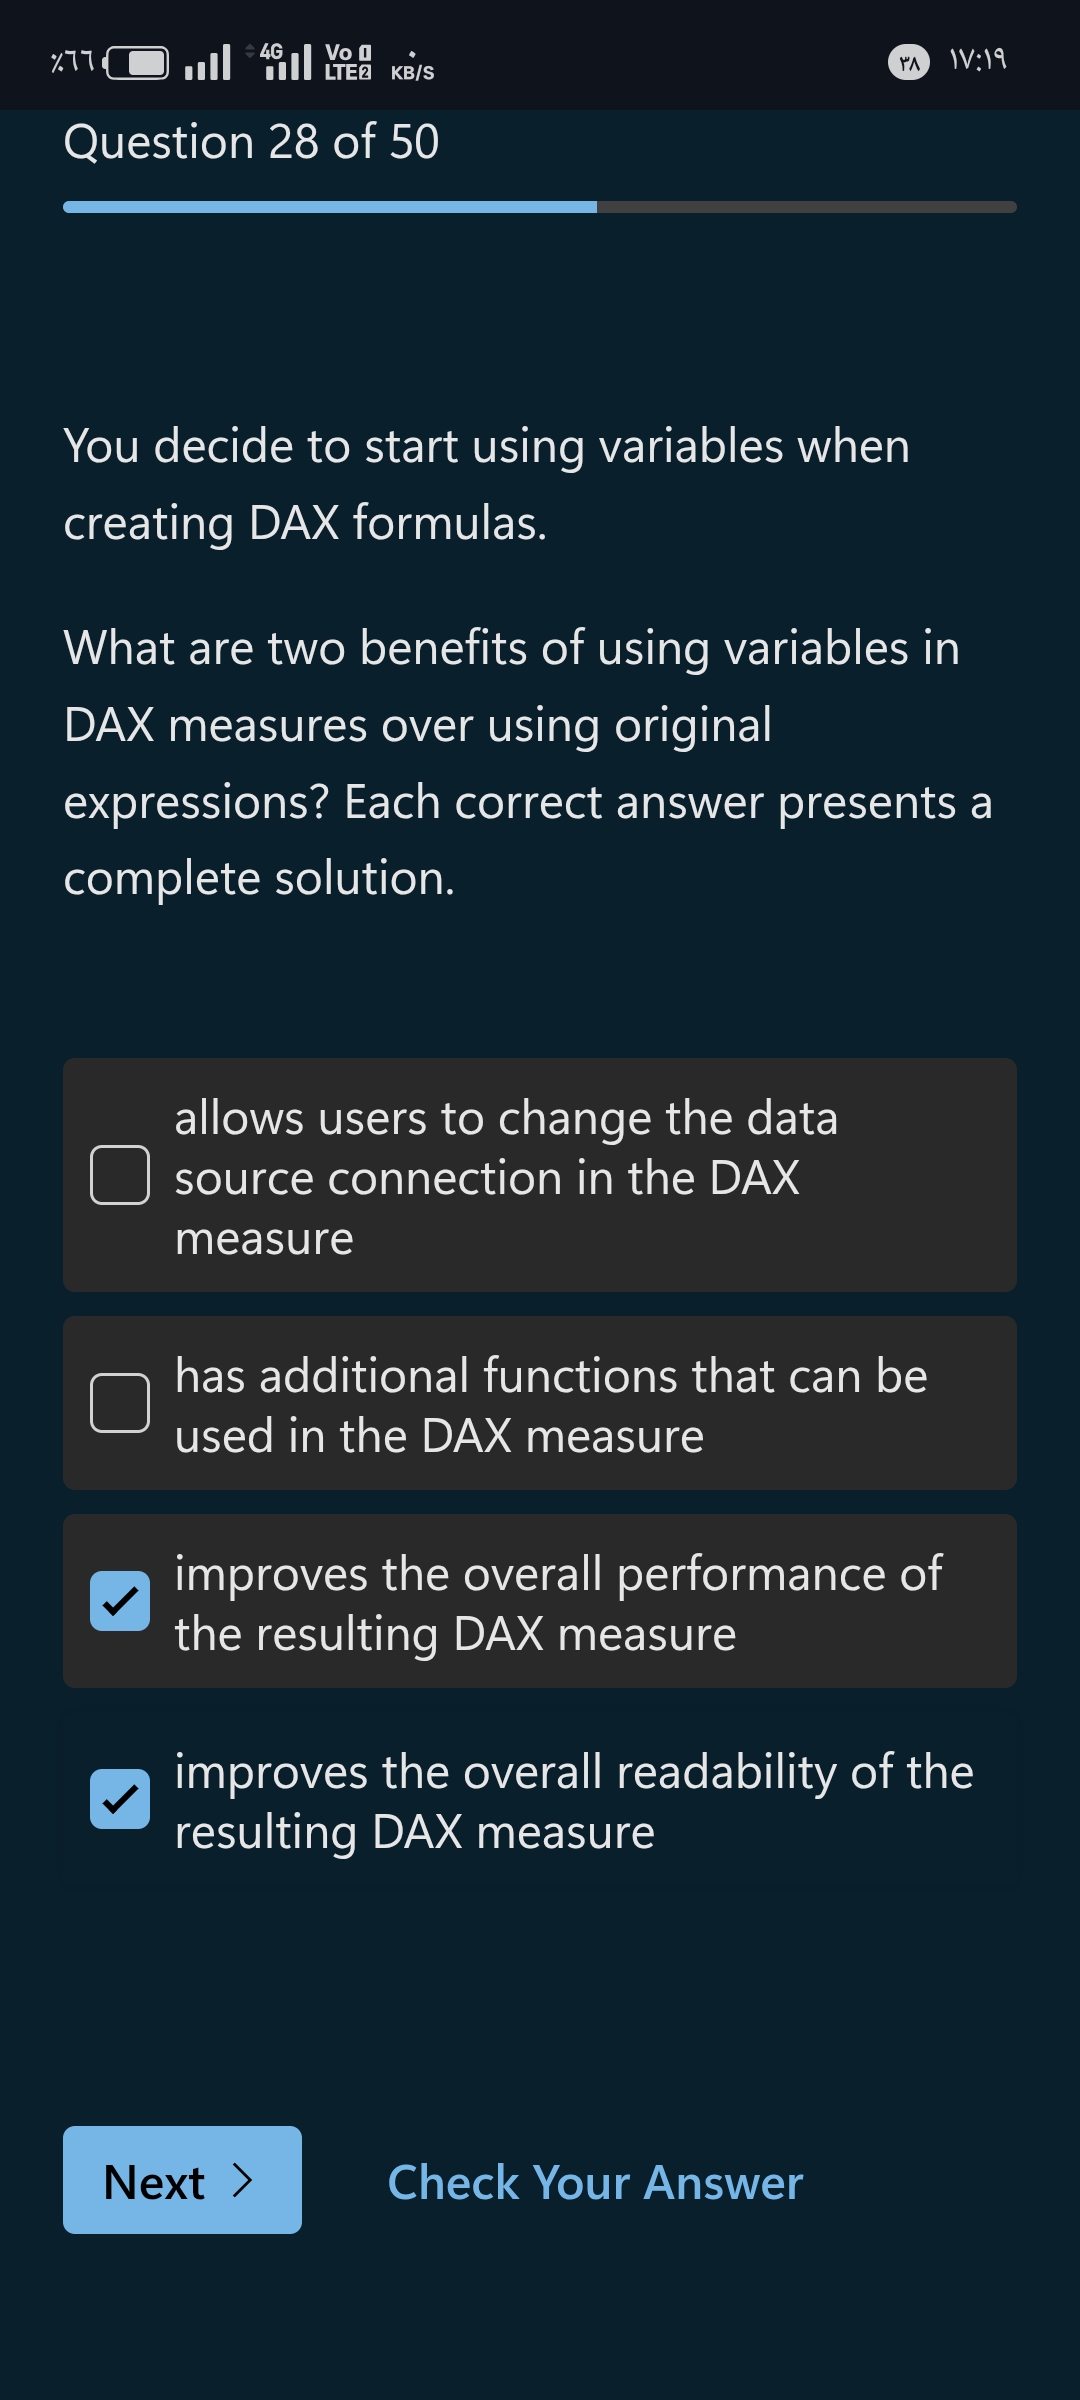 ٪٦٦ 4G Vo LTE 1 2 ٠ KB/S ٣٨ ١٧:١٩
Question 28 of 50
You decide to start using variables when
creating DAX formulas.
What are two benefits of using variables in
DAX measures over using original
expressions? Each correct answer presents a
complete solution.
allows users to change the data
source connection in the DAX
measure
has additional functions that can be
used in the DAX measure
improves the overall performance of
the resulting DAX measure
improves the overall readability of the
resulting DAX measure
Next
Check Your Answer